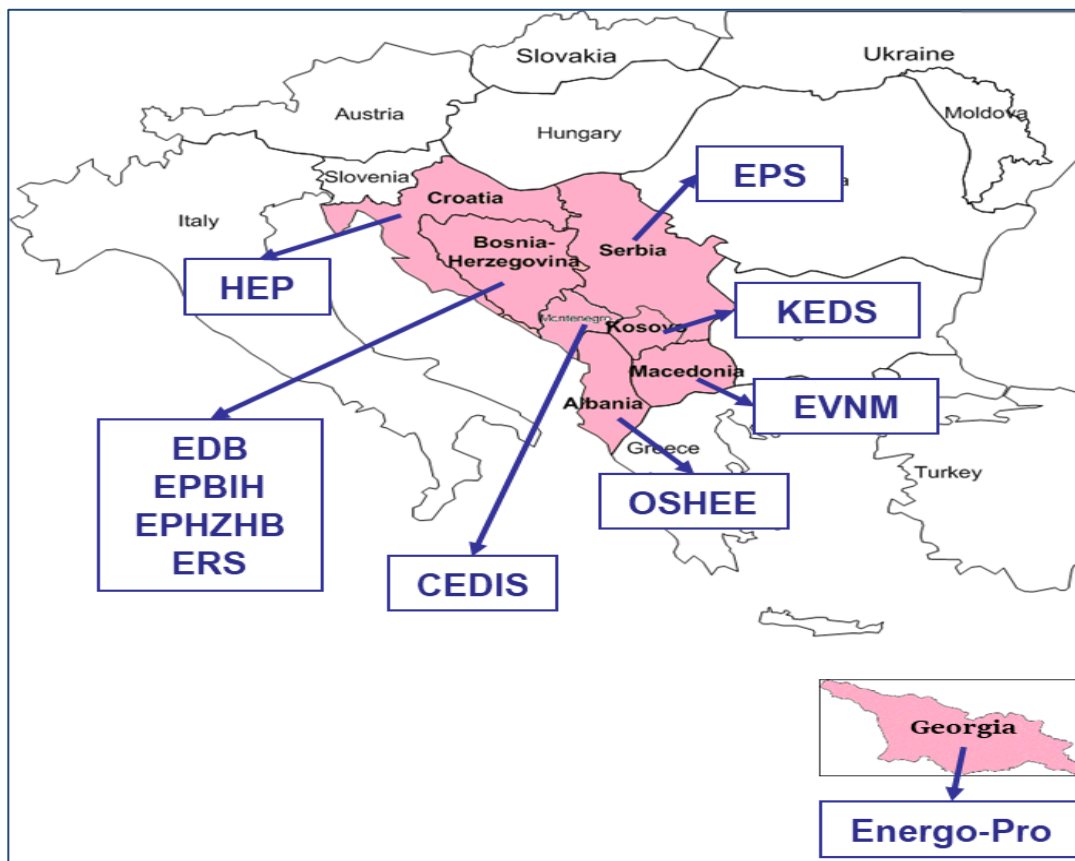 Slovakia
Ukraine
Austria
Moldova
Hungary
Slovenia
EPS
Croatia
Italy
Bosnia-
Herzegovina
Serbia
HEP
KEDS
Montenegro
Kosovo
Macedonia
Albania
EVNM
Greece
Turkey
EDB
EPBIH
EPHZHB
ERS
OSHEE
CEDIS
Georgia
Energo-Pro